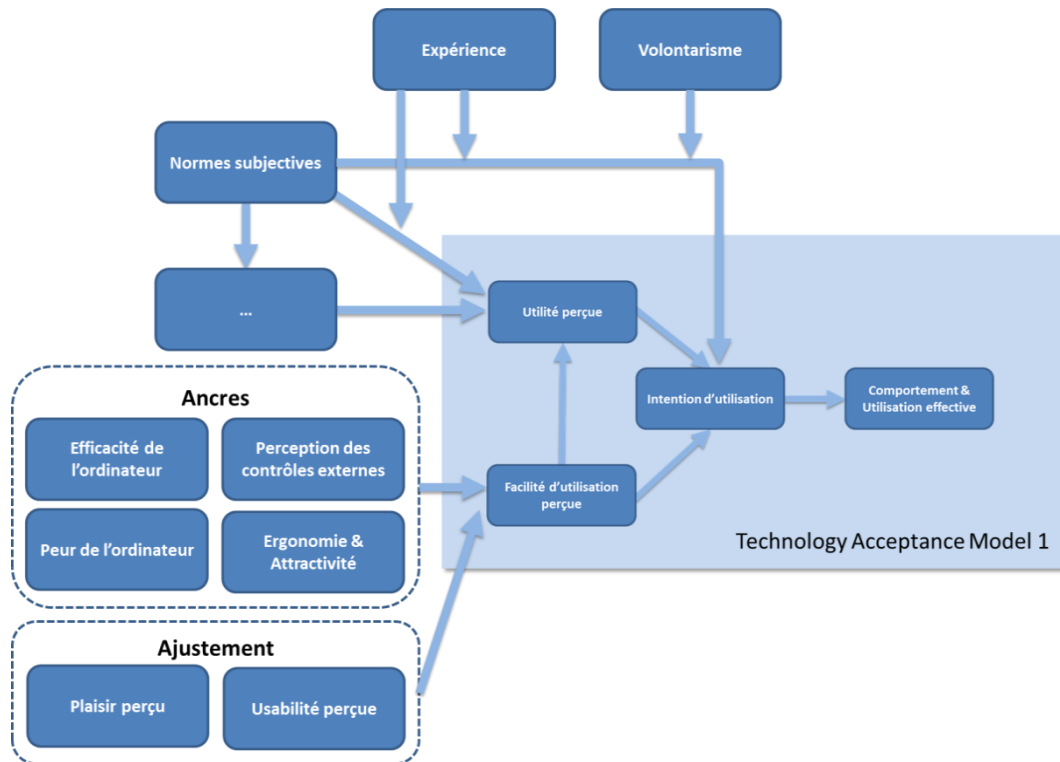 Expérience
Volontarisme
Normes subjectives
...
Utilité perçue
Intention d'utilisation
Comportement &
Utilisation effective
Ancres
Efficacité de
l'ordinateur
Perception des
contrôles externes
Facilité d'utilisation
perçue
Peur de l'ordinateur
Ergonomie &
Attractivité
Technology Acceptance Model 1
Ajustement
Plaisir perçu
Usabilité perçue